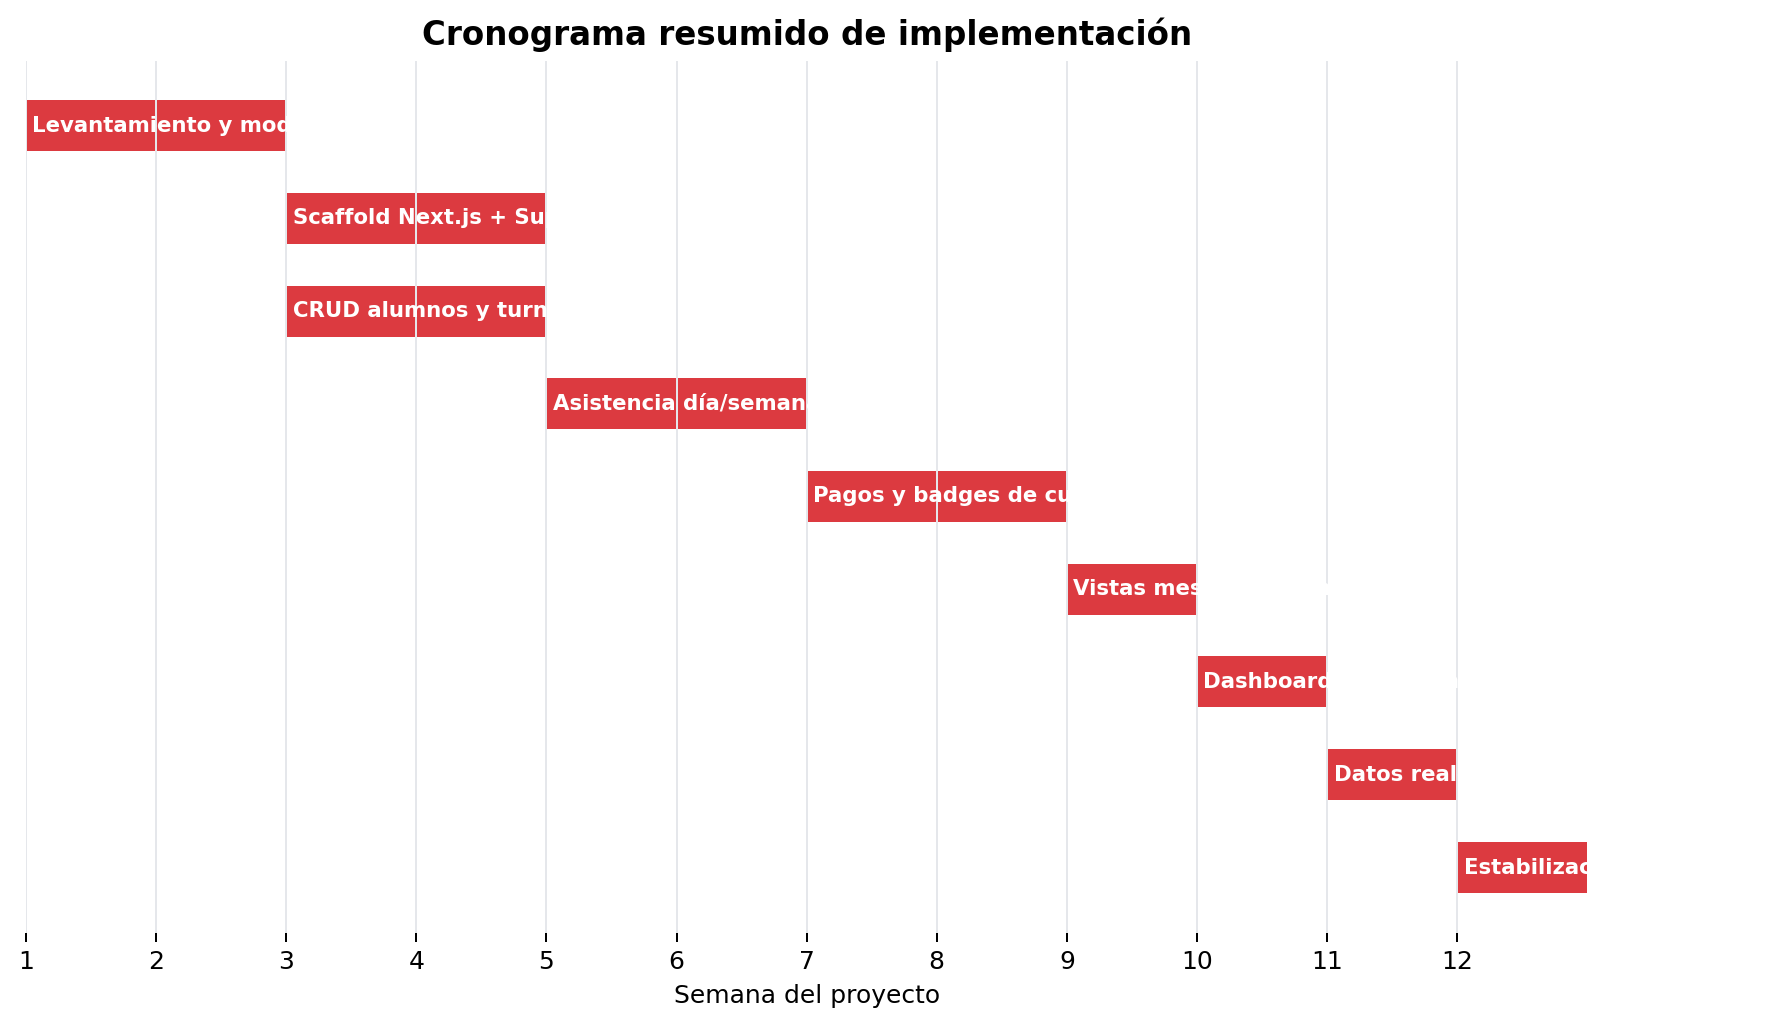 Cronograma resumido de implementación
Levantamiento y mod
Scaffold Next.js + Su
CRUD alumnos y turn
Asistencia día/seman
Pagos y badges de cu
Vistas mes
Dashboard
Datos real
Estabilizac
1 2 3 4 5 6 7 8 9 10 11 12
Semana del proyecto